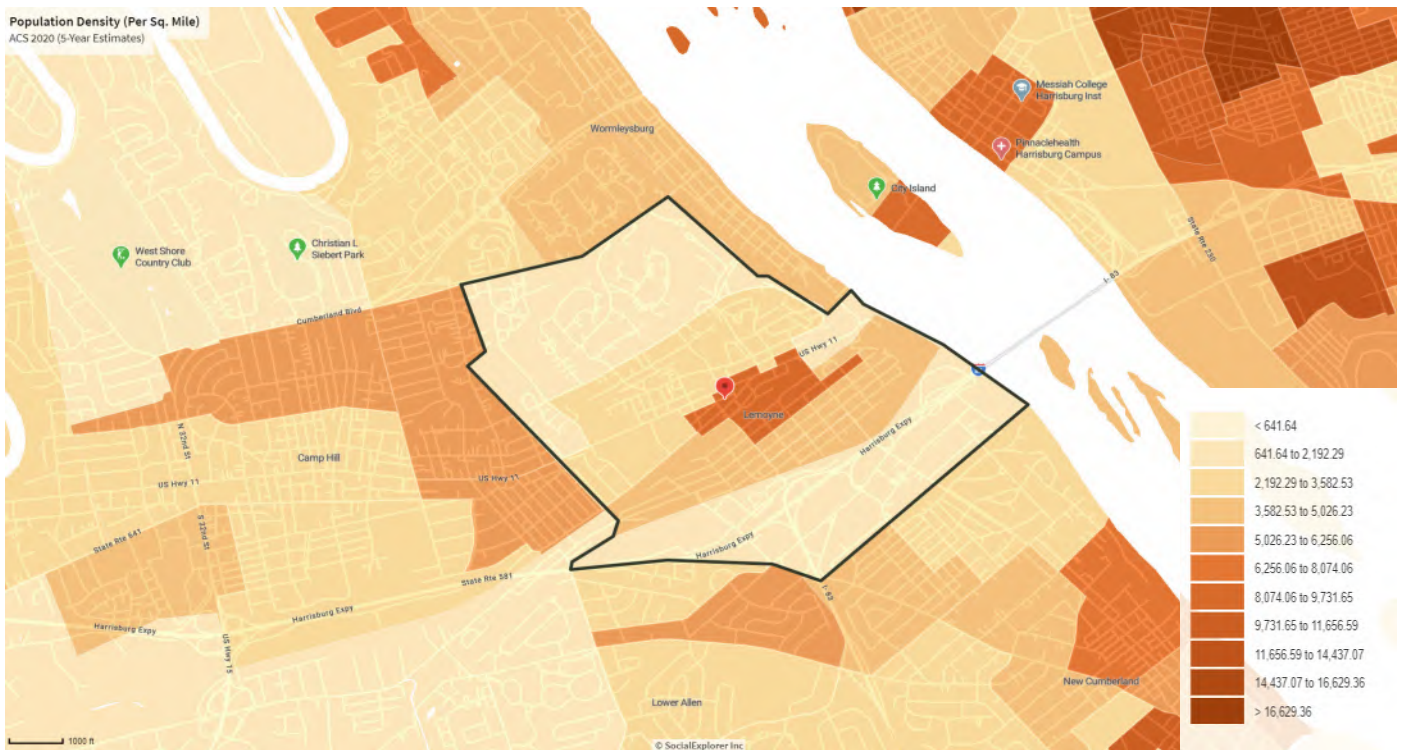 Population Density (Per Sq. Mile)
ACS 2020 (5-Year Estimates)
Wormleysburg
Messiah College
Harrisburg Inst
Pinnaclehealth
Harrisburg Campus
City Island
State Rte 230
West Shore
Country Club
Christian L
Siebert Park
I-83
Cumberland Blvd
US Hwy 11
Lemoyne
Harrisburg Expy
N 32nd St
Camp Hill
US Hwy 11
US Hwy 11
State Rte 641
S 32nd St
Harrisburg Expy
State Rte 581
I-83
Harrisburg Expy
Harrisburg Expy
US Hwy 15
New Cumberland
Lower Allen
1000 ft
© SocialExplorer Inc
< 641.64
641.64 to 2,192.29
2,192.29 to 3,582.53
3,582.53 to 5,026.23
5,026.23 to 6,256.06
6,256.06 to 8,074.06
8,074.06 to 9,731.65
9,731.65 to 11,656.59
11,656.59 to 14,437.07
14,437.07 to 16,629.36
> 16,629.36